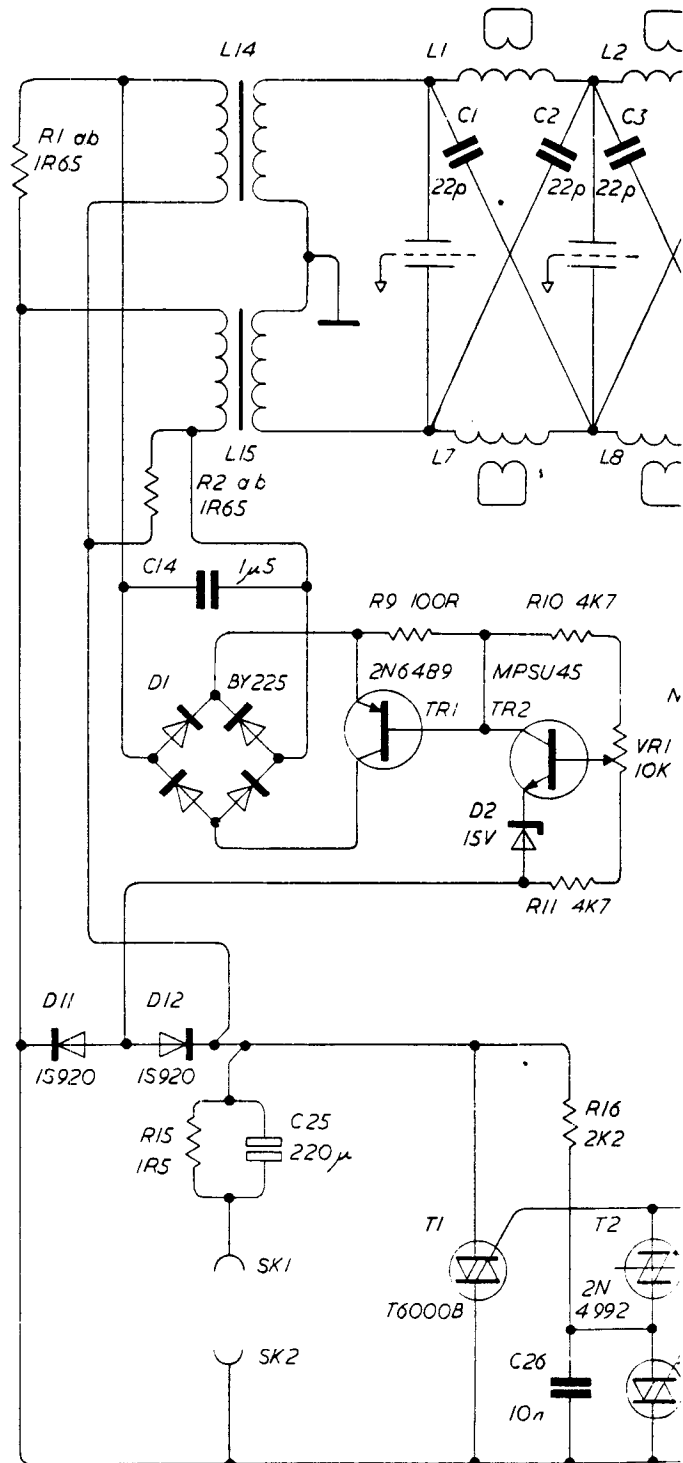 L14
L1
L2
R1 ab
1R65
C1
C2
C3
22p
22p
22p
L15
L7
L8
R2 ab
1R65
C14
1µ5
R9 100R
R10 4K7
D1
BY225
2N6489
MPSU45
TR1
TR2
VR1
10K
D2
15V
R11 4K7
D11
D12
1S920
1S920
R15
1R5
C25
220µ
R16
2K2
T1
T2
SK1
T6000B
2N
4992
SK2
C26
10n